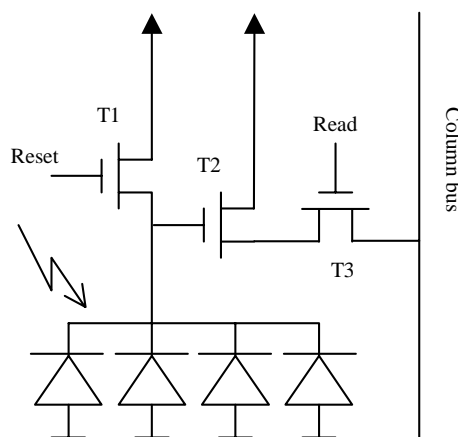 T1
Reset
T2
Read
T3
Column bus